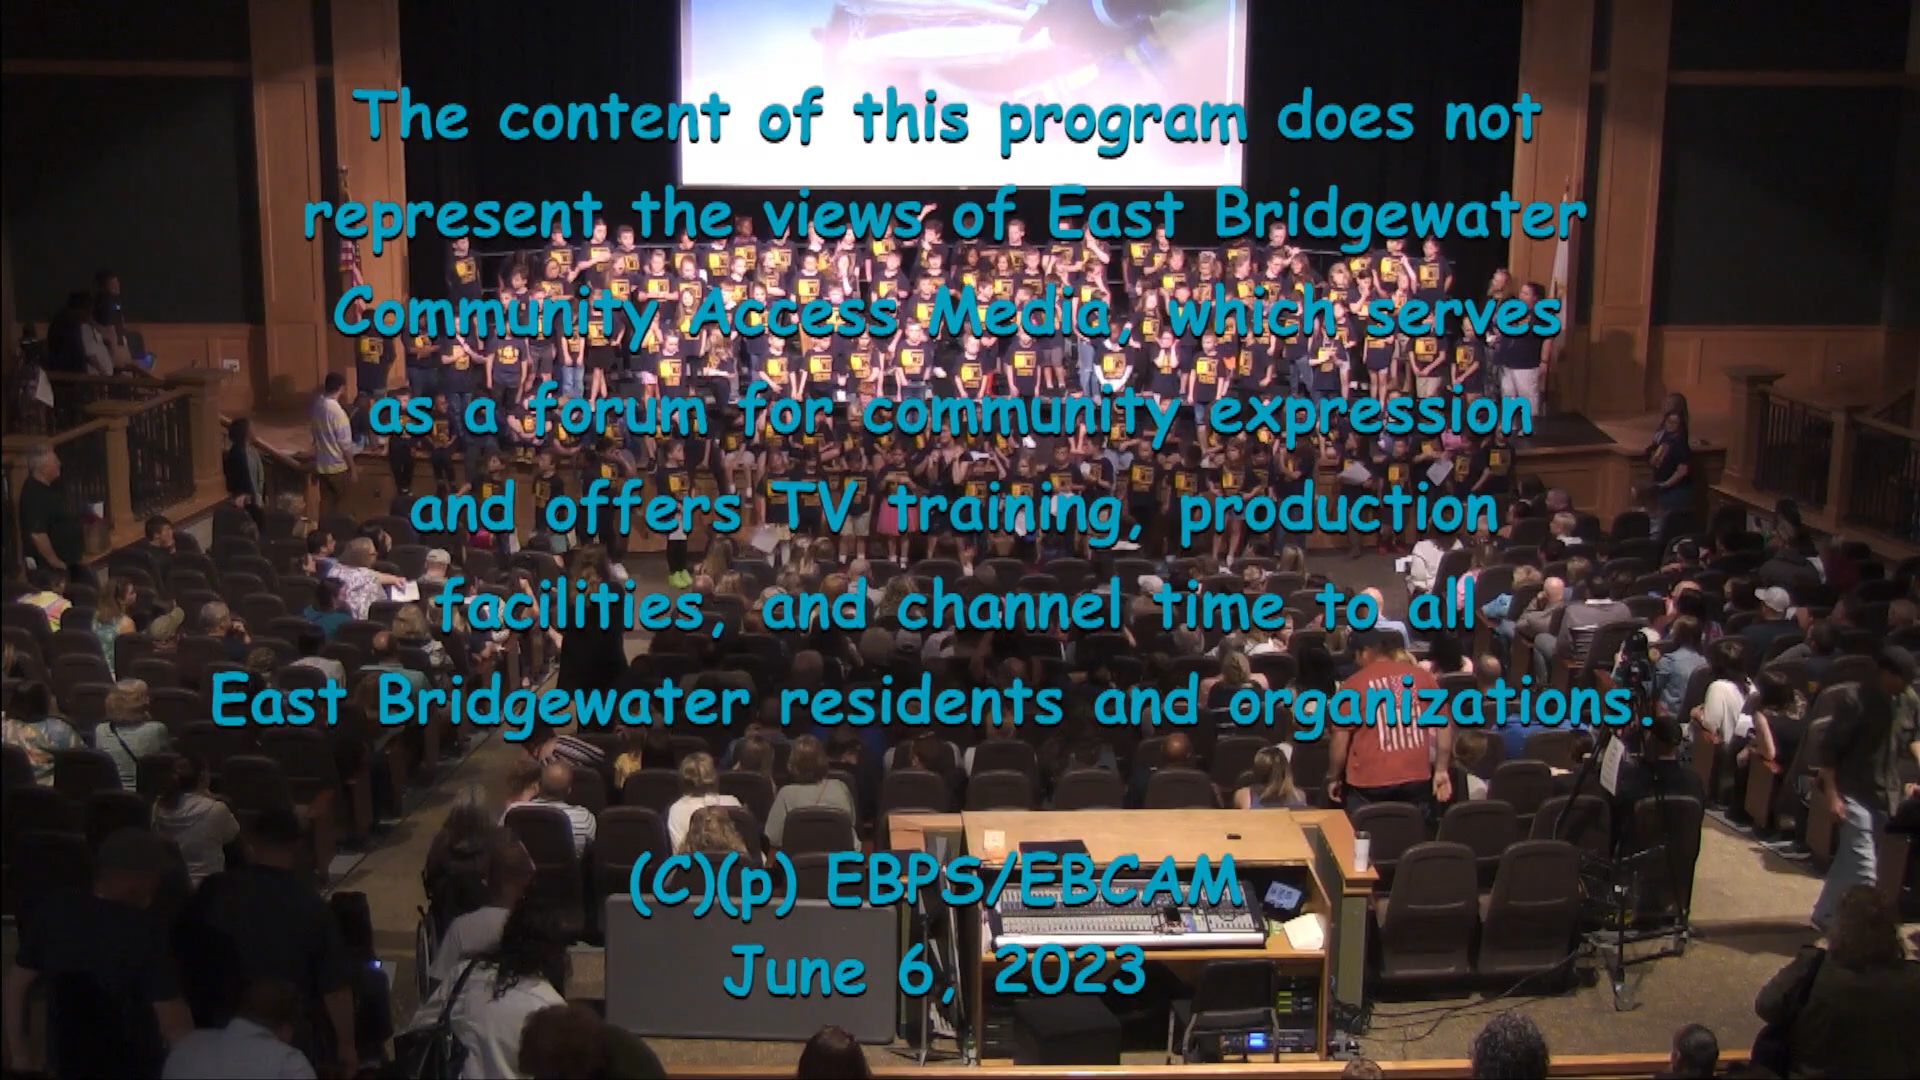 The content of this program does not
represent the views of East Bridgewater
Community Access Media, which serves
as a forum for community expression
and offers TV training, production
facilities, and channel time to all
East Bridgewater residents and organizations.
(C)(p) EBPS/EBCAM
June 6, 2023